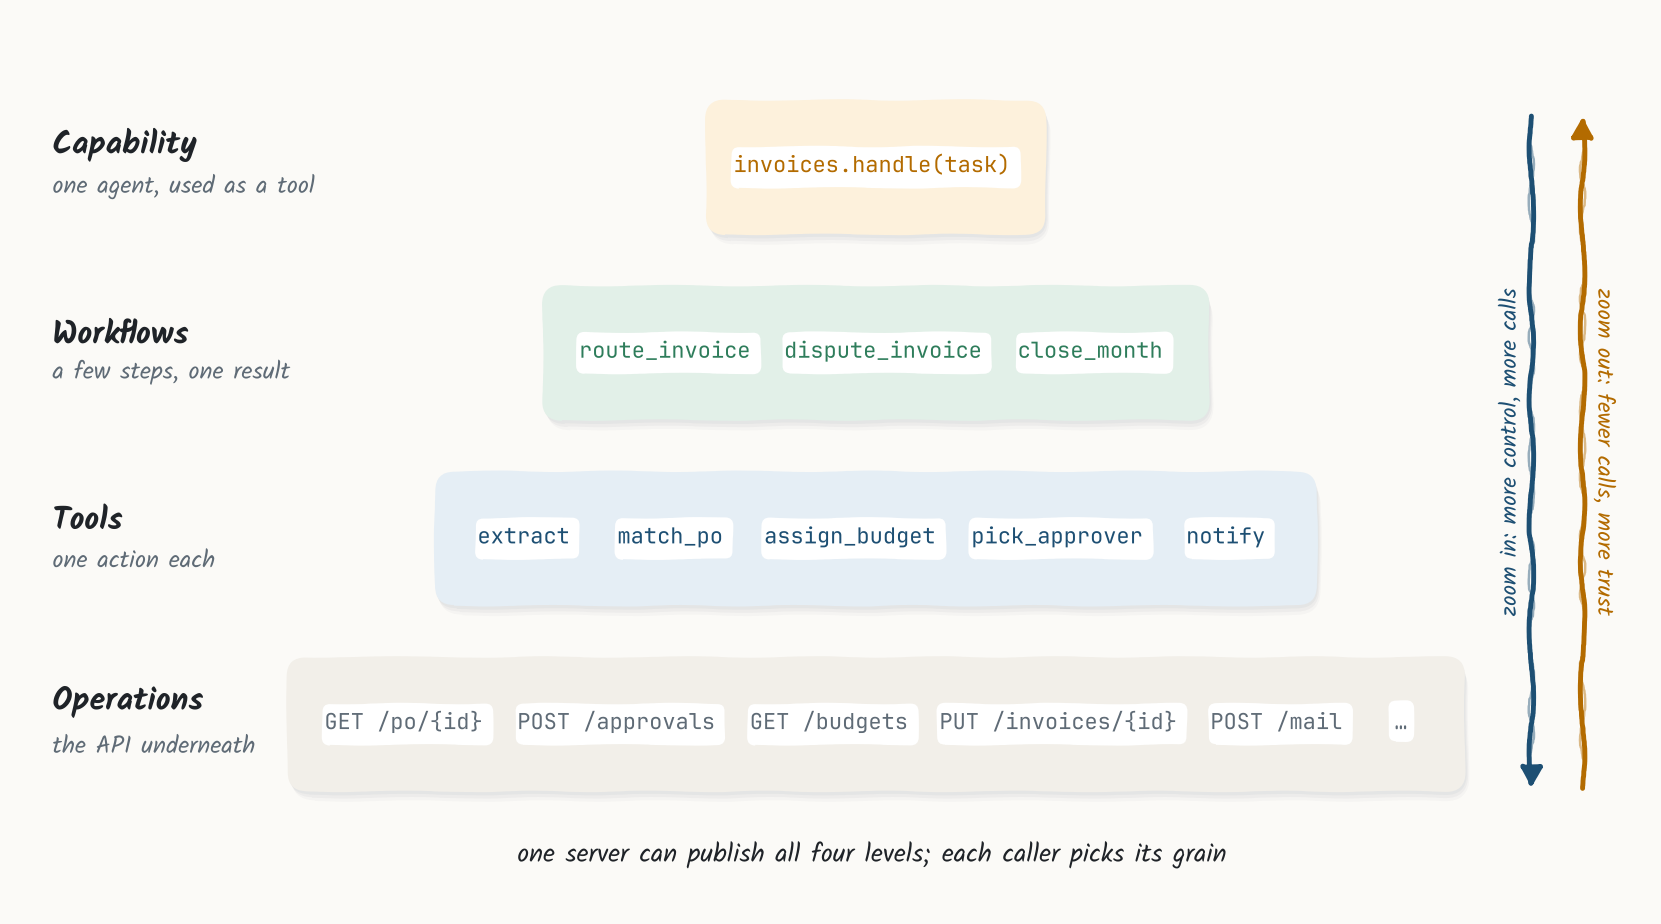 Capability
one agent, used as a tool
invoices.handle(task)
Workflows
a few steps, one result
route_invoice
dispute_invoice
close_month
Tools
one action each
extract
match_po
assign_budget
pick_approver
notify
Operations
the API underneath
GET /po/{id}
POST /approvals
GET /budgets
PUT /invoices/{id}
POST /mail
…
zoom in: more control, more calls
zoom out: fewer calls, more trust
one server can publish all four levels; each caller picks its grain